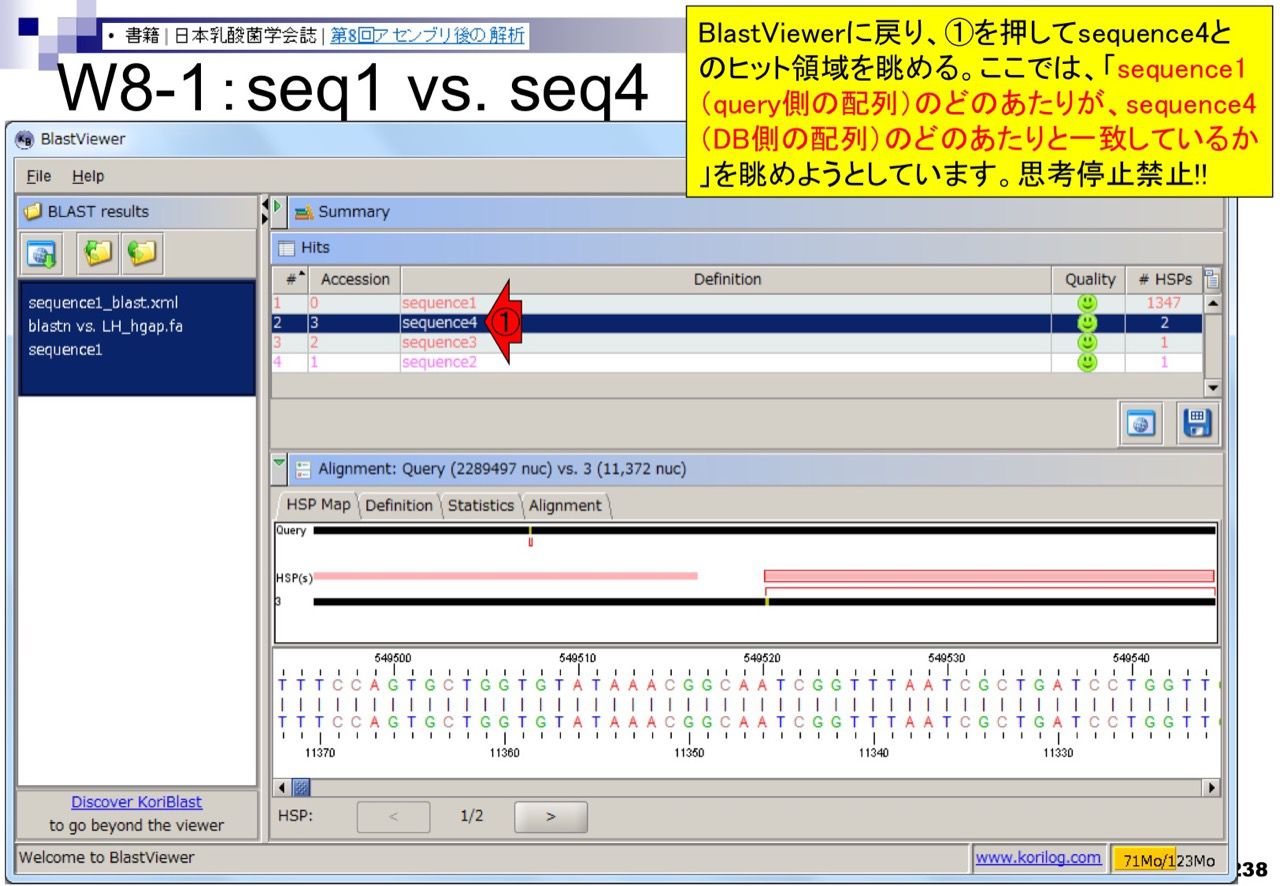 • 書籍 | 日本乳酸菌学会誌 | 第8回アセンブリ後の解析
W8-1：seq1 vs. seq4
BlastViewerに戻り、①を押してsequence4と
のヒット領域を眺める。ここでは、「sequence1
（query側の配列）のどのあたりが、sequence4
（DB側の配列）のどのあたりと一致しているか
」を眺めようとしています。思考停止禁止!!
BlastViewer
File Help
BLAST results
Summary
Hits
# Accession Definition Quality # HSPs
1 0 sequence1 1347
2 3 sequence4 2
①
3 2 sequence3 1
4 1 sequence2 1
sequence1_blast.xml
blastn vs. LH_hgap.fa
sequence1
Alignment: Query (2289497 nuc) vs. 3 (11,372 nuc)
HSP Map Definition Statistics Alignment
Query
HSP(s)
3
549500 549510 549520 549530 549540
T T T C C A G T G C T G G T G T A T A A A C G G C A A T C G G T T T A A T C G C T G A T C C T G G T T G
T T T C C A G T G C T G G T G T A T A A A C G G C A A T C G G T T T A A T C G C T G A T C C T G G T T G
11370 11360 11350 11340 11330
HSP: < 1/2 >
Discover KoriBlast
to go beyond the viewer
Welcome to BlastViewer
www.korilog.com
71Mo/123Mo
238